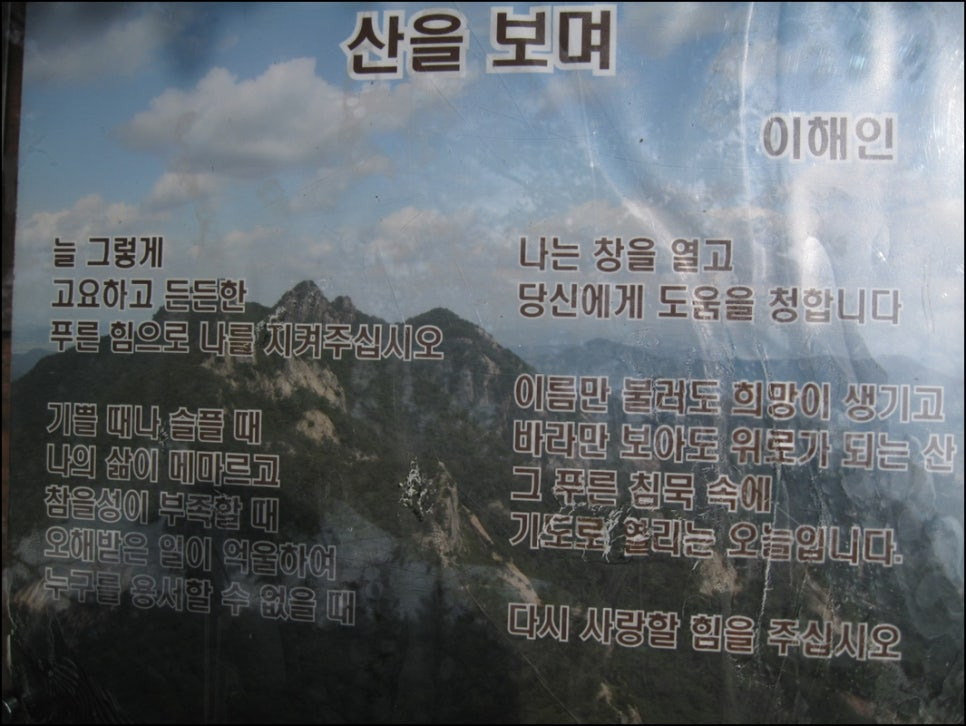 산을 보며
이해인
늘 그렇게
고요하고 든든한
푸른 힘으로 나를 지켜주십시오
기쁠 때나 슬플 때
나의 삶이 메마르고
참을성이 부족할 때
오해받은 일이 억울하여
누구를 용서할 수 없을 때
나는 창을 열고
당신에게 도움을 청합니다
이름만 불러도 희망이 생기고
바라만 보아도 위로가 되는 산
그 푸른 침묵 속에
기도로 열리는 오늘입니다.
다시 사랑할 힘을 주십시오